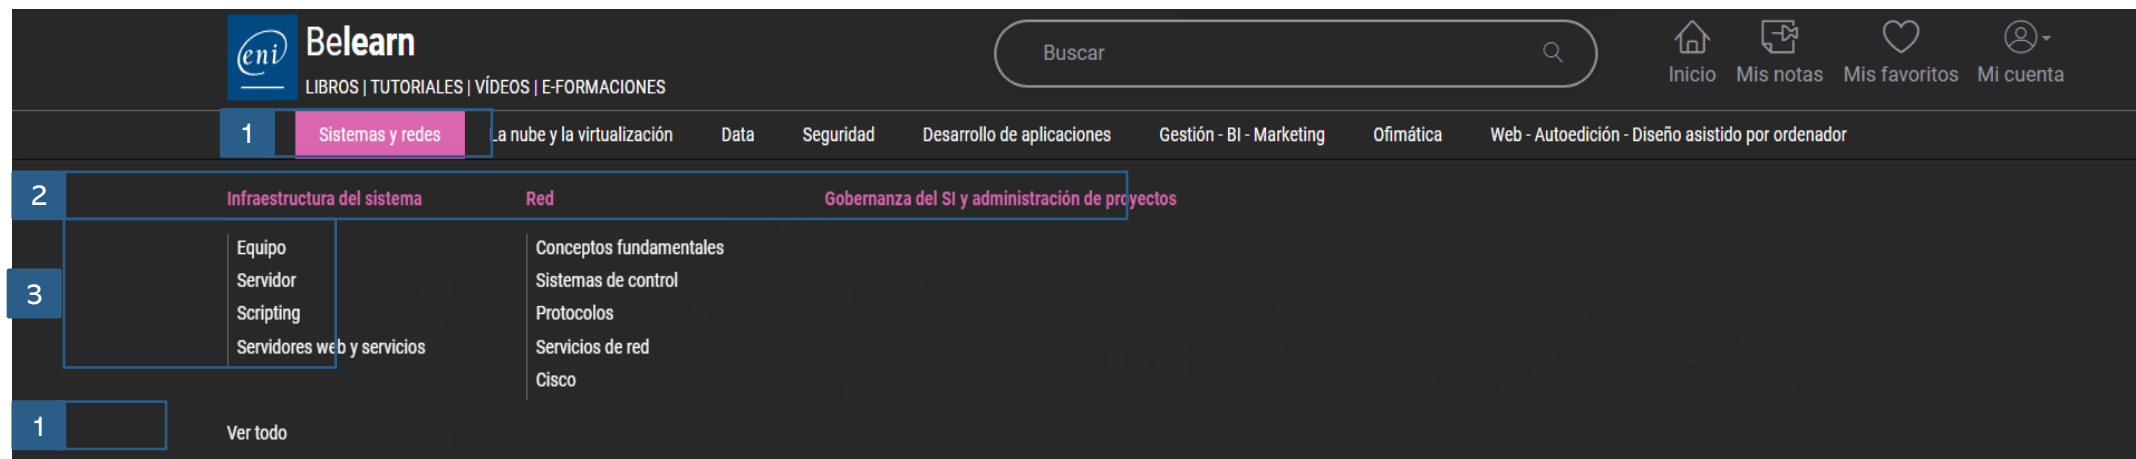 eni
Belearn
LIBROS | TUTORIALES | VÍDEOS | E-FORMACIONES
Buscar
Inicio Mis notas Mis favoritos Mi cuenta
1 Sistemas y redes La nube y la virtualización Data Seguridad Desarrollo de aplicaciones Gestión - BI - Marketing Ofimática Web - Autoedición - Diseño asistido por ordenador
2 Infraestructura del sistema Red Gobernanza del SI y administración de proyectos
3
Equipo
Servidor
Scripting
Servidores web y servicios
Conceptos fundamentales
Sistemas de control
Protocolos
Servicios de red
Cisco
1 Ver todo